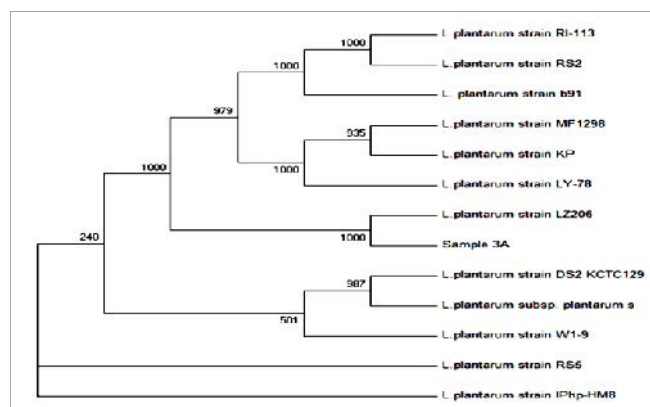 L.plantarum strain RI-113
1000
L.plantarum strain RS2
1000
L. plantarum strain b91
979
L.plantarum strain MF1298
935
L.plantarum strain KP
1000
L.plantarum strain LY-78
1000
L.plantarum strain LZ206
1000
Sample 3A
240
L.plantarum strain DS2 KCTC129
987
L.plantarum subsp. plantarum s
501
L.plantarum strain W1-9
L.plantarum strain RS5
L.plantarum strain IPhp-HM8